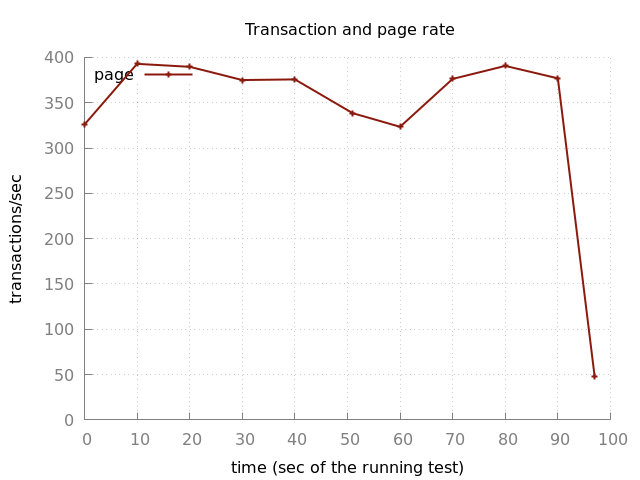 Transaction and page rate
400
350
300
250
200
150
100
50
0
page
transactions/sec
0 10 20 30 40 50 60 70 80 90 100
time (sec of the running test)